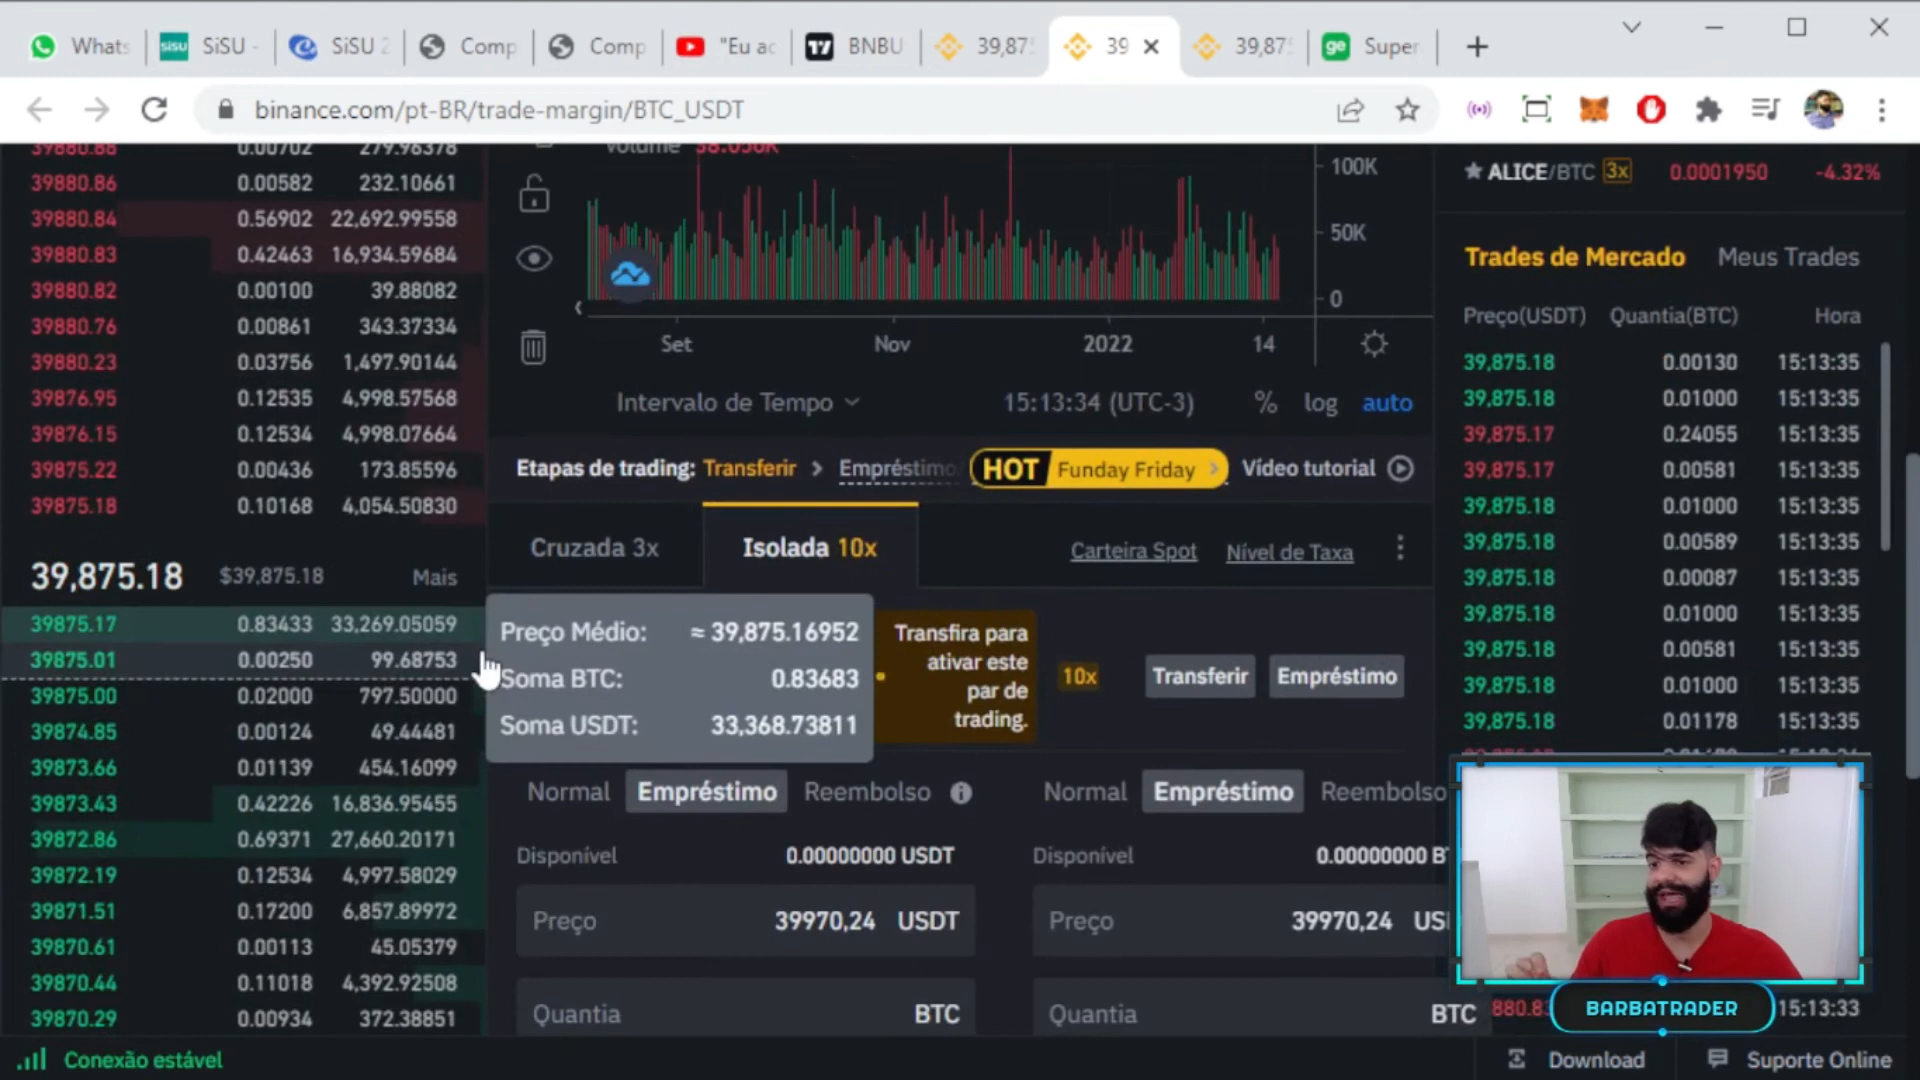 Whats
sisu SiSU -
SiSU 2
Comp
Comp
"Eu ac
BNBU
39,87
39
39,87
ge Super
binance.com/pt-BR/trade-margin/BTC_USDT
39880.88 0.00702 279.96378
39880.86 0.00582 232.10661
39880.84 0.56902 22,692.99558
39880.83 0.42463 16,934.59684
39880.82 0.00100 39.88082
39880.76 0.00861 343.37334
39880.23 0.03756 1,497.90144
39876.95 0.12535 4,998.57568
39876.15 0.12534 4,998.07664
39875.22 0.00436 173.85596
39875.18 0.10168 4,054.50830
39,875.18 $39,875.18 Mais
39875.17 0.83433 33,269.05059
39875.01 0.00250 99.68753
39875.00 0.02000 797.50000
39874.85 0.00124 49.44481
39873.66 0.01139 454.16099
39873.43 0.42226 16,836.95455
39872.86 0.69371 27,660.20171
39872.19 0.12534 4,997.58029
39871.51 0.17200 6,857.89972
39870.61 0.00113 45.05379
39870.44 0.11018 4,392.92508
39870.29 0.00934 372.38851
Volume 38.056K
100K
50K
0
Set Nov 2022 14
Intervalo de Tempo 15:13:34 (UTC-3) % log auto
Etapas de trading: Transferir > Empréstimo HOT Funday Friday > Vídeo tutorial
Cruzada 3x Isolada 10x Carteira Spot Nível de Taxa
Preço Médio: ≈ 39,875.16952
Soma BTC: 0.83683
Soma USDT: 33,368.73811
Transfira para
ativar este
par de
trading.
10x Transferir Empréstimo
Normal Empréstimo Reembolso
Disponível 0.00000000 USDT
Preço 39970,24 USDT
Quantia BTC
Normal Empréstimo Reembolso
Disponível 0.00000000 BT
Preço 39970,24 US
Quantia BTC
ALICE/BTC 3x 0.0001950 -4.32%
Trades de Mercado Meus Trades
Preço(USDT) Quantia(BTC) Hora
39,875.18 0.00130 15:13:35
39,875.18 0.01000 15:13:35
39,875.17 0.24055 15:13:35
39,875.17 0.00581 15:13:35
39,875.18 0.01000 15:13:35
39,875.18 0.00589 15:13:35
39,875.18 0.00087 15:13:35
39,875.18 0.01000 15:13:35
39,875.18 0.00581 15:13:35
39,875.18 0.01000 15:13:35
39,875.18 0.01178 15:13:35
880.83 15:13:33
BARBATRADER
Conexão estável
Download Suporte Online